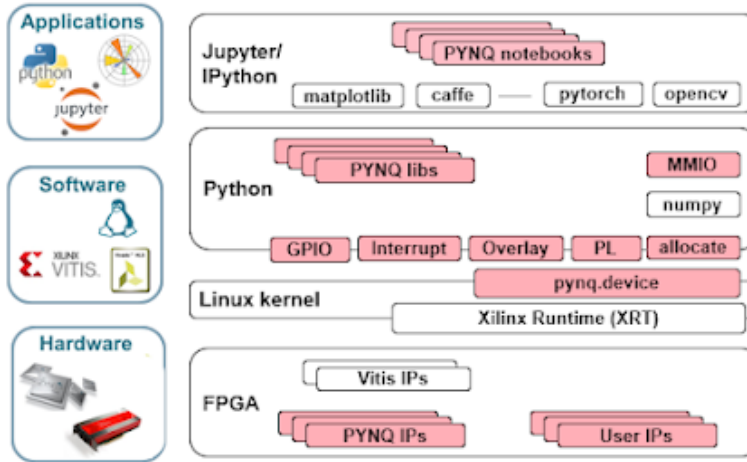 Applications
python
jupyter
Software
XILINX
VITIS.
Hardware
Jupyter/
IPython
PYNQ notebooks
matplotlib
caffe
pytorch
opencv
Python
PYNQ libs
MMIO
numpy
GPIO
Interrupt
Overlay
PL
allocate
Linux kernel
pynq.device
Xilinx Runtime (XRT)
FPGA
Vitis IPs
PYNQ IPs
User IPs